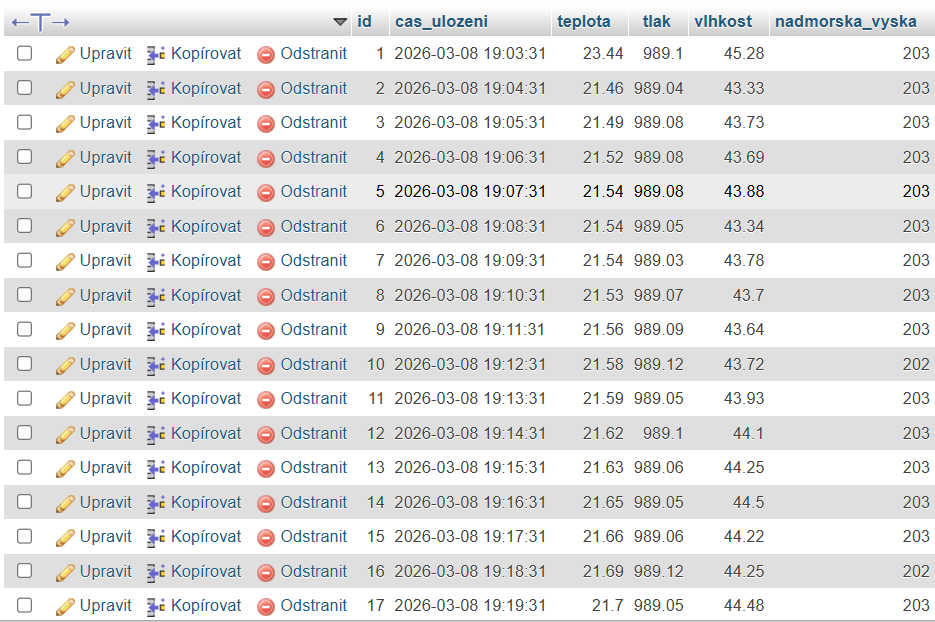 id cas_ulozeni teplota tlak vlhkost nadmorska_vyska
Upravit Kopírovat Odstranit 1 2026-03-08 19:03:31 23.44 989.1 45.28 203
Upravit Kopírovat Odstranit 2 2026-03-08 19:04:31 21.46 989.04 43.33 203
Upravit Kopírovat Odstranit 3 2026-03-08 19:05:31 21.49 989.08 43.73 203
Upravit Kopírovat Odstranit 4 2026-03-08 19:06:31 21.52 989.08 43.69 203
Upravit Kopírovat Odstranit 5 2026-03-08 19:07:31 21.54 989.08 43.88 203
Upravit Kopírovat Odstranit 6 2026-03-08 19:08:31 21.54 989.05 43.34 203
Upravit Kopírovat Odstranit 7 2026-03-08 19:09:31 21.54 989.03 43.78 203
Upravit Kopírovat Odstranit 8 2026-03-08 19:10:31 21.53 989.07 43.7 203
Upravit Kopírovat Odstranit 9 2026-03-08 19:11:31 21.56 989.09 43.64 203
Upravit Kopírovat Odstranit 10 2026-03-08 19:12:31 21.58 989.12 43.72 202
Upravit Kopírovat Odstranit 11 2026-03-08 19:13:31 21.59 989.05 43.93 203
Upravit Kopírovat Odstranit 12 2026-03-08 19:14:31 21.62 989.1 44.1 203
Upravit Kopírovat Odstranit 13 2026-03-08 19:15:31 21.63 989.06 44.25 203
Upravit Kopírovat Odstranit 14 2026-03-08 19:16:31 21.65 989.05 44.5 203
Upravit Kopírovat Odstranit 15 2026-03-08 19:17:31 21.66 989.06 44.22 203
Upravit Kopírovat Odstranit 16 2026-03-08 19:18:31 21.69 989.12 44.25 202
Upravit Kopírovat Odstranit 17 2026-03-08 19:19:31 21.7 989.05 44.48 203